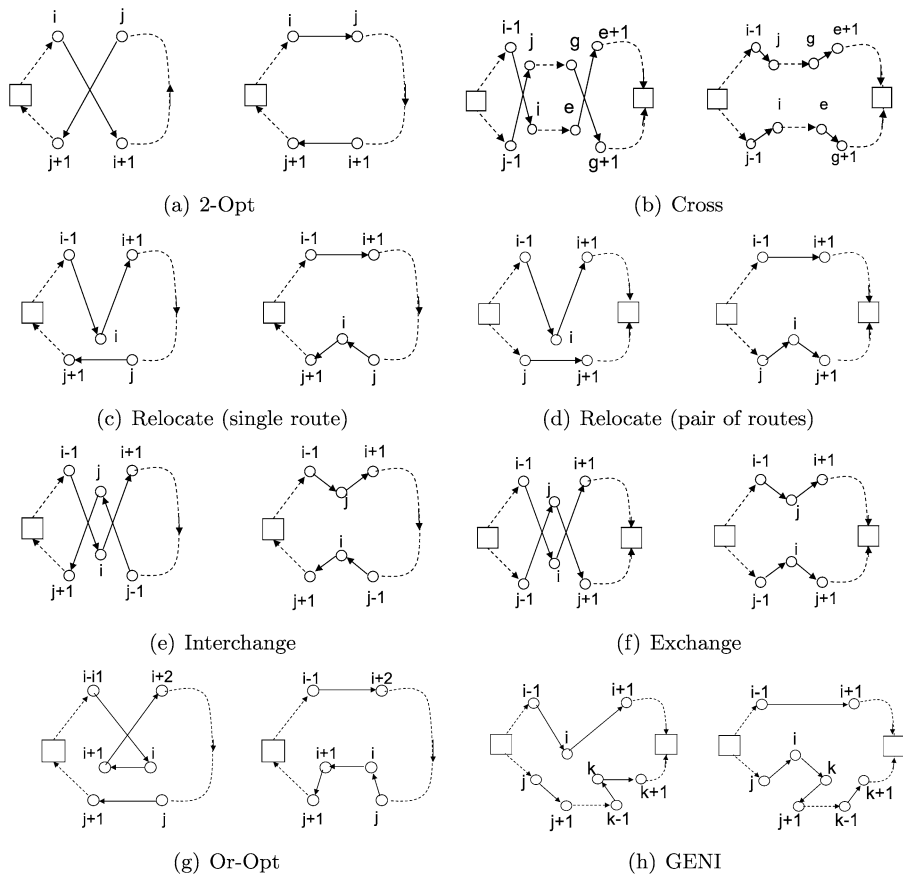 i j i j
j+1 i+1 j+1 i+1
(a) 2-Opt
i-1 j g e+1 i-1 j g e+1
i e i e
j-1 g+1 j-1 g+1
(b) Cross
i-1 i+1 i-1 i+1
i i
j+1 j j+1 j
(c) Relocate (single route)
i-1 i+1 i-1 i+1
i i
j j+1 j j+1
(d) Relocate (pair of routes)
i-1 j i+1 i-1 i+1
j
i i
j+1 j-1 j+1 j-1
(e) Interchange
i-1 i+1 i-1 i+1
j j
i i
j-1 j+1 j-1 j+1
(f) Exchange
i-i1 i+2 i-1 i+2
i+1 i i+1 i
j+1 j j+1 j
(g) Or-Opt
i-1 i+1 i-1 i+1
i i
j k k+1 j k k+1
j+1 k-1 j+1 k-1
(h) GENI